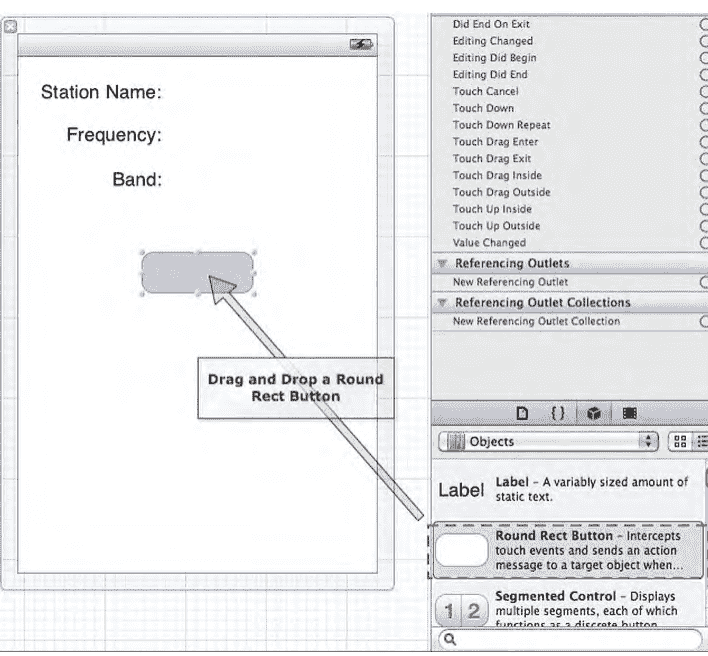 Station Name:
Frequency:
Band:
Drag and Drop a Round
Rect Button
Did End On Exit
Editing Changed
Editing Did Begin
Editing Did End
Touch Cancel
Touch Down
Touch Down Repeat
Touch Drag Enter
Touch Drag Exit
Touch Drag Inside
Touch Drag Outside
Touch Up Inside
Touch Up Outside
Value Changed
Referencing Outlets
New Referencing Outlet
Referencing Outlet Collections
New Referencing Outlet Collection
{}
Objects
Label
Label – A variably sized amount of
static text.
Round Rect Button – Intercepts
touch events and sends an action
message to a target object when...
1 2
Segmented Control – Displays
multiple segments, each of which
functions as a discrete button